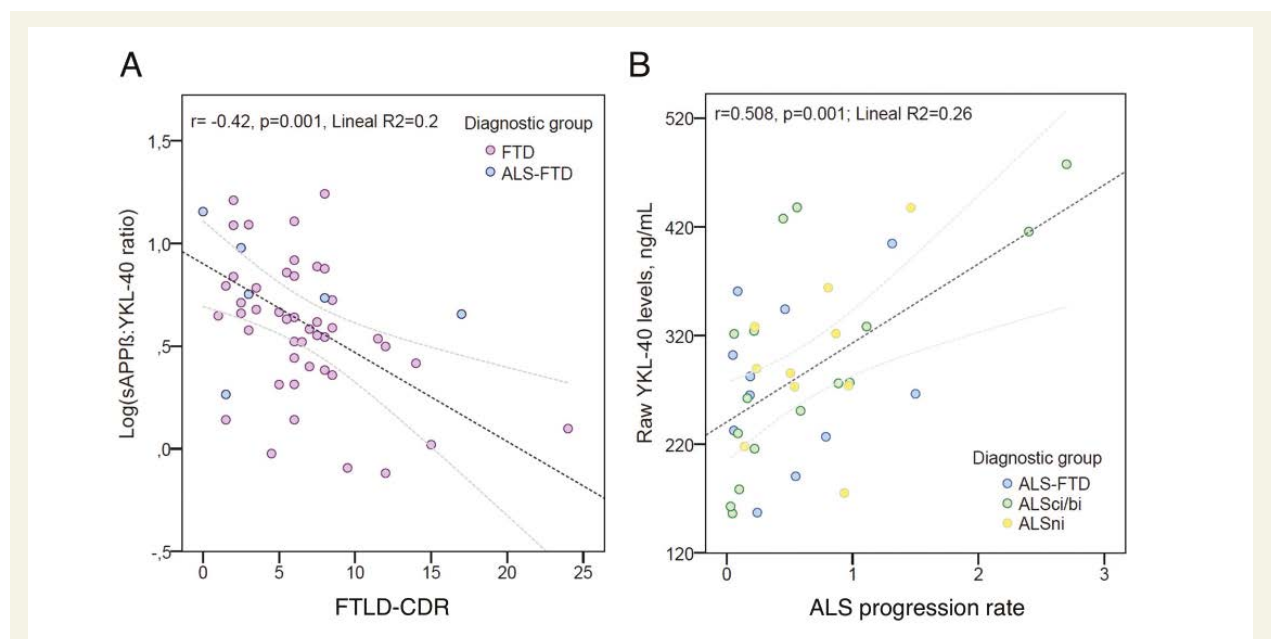 A
r= -0.42, p=0.001, Lineal R2=0.2
Diagnostic group
FTD
ALS-FTD
1,5
1,0
,5
,0
-,5
0 5 10 15 20 25
Log(sAPPß:YKL-40 ratio)
FTLD-CDR
B
r=0.508, p=0.001; Lineal R2=0.26
520
420
320
220
120
0 1 2 3
Raw YKL-40 levels, ng/mL
Diagnostic group
ALS-FTD
ALSci/bi
ALSni
ALS progression rate